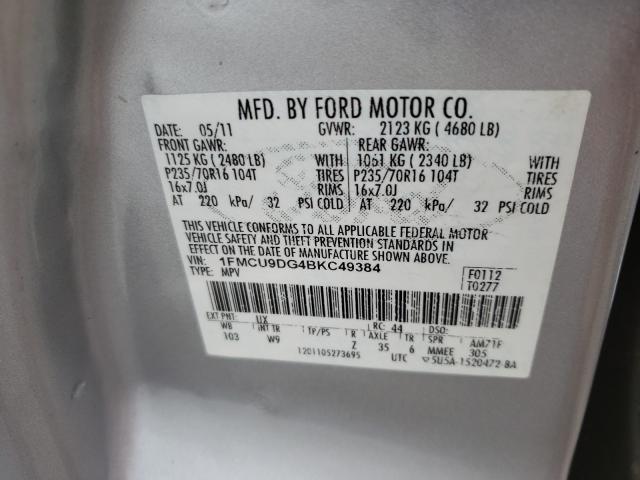 MFD. BY FORD MOTOR CO.
DATE: 05/11 GVWR: 2123 KG ( 4680 LB)
FRONT GAWR: REAR GAWR:
1125 KG ( 2480 LB) WITH 1061 KG ( 2340 LB) WITH
P235/70R16 104T TIRES P235/70R16 104T TIRES
16x7.0J RIMS 16x7.0J RIMS
AT 220 kPa/ 32 PSI COLD AT 220 kPa/ 32 PSI COLD
THIS VEHICLE CONFORMS TO ALL APPLICABLE FEDERAL MOTOR
VEHICLE SAFETY AND THEFT PREVENTION STANDARDS IN
EFFECT ON THE DATE OF MANUFACTURE SHOWN ABOVE.
VIN: 1FMCU9DG4BKC49384
TYPE: MPV
F0112
T0277
EXT PNT: UX RC: 44 DSO:
WB INT TR TP/PS R AXLE TR SPR AM71F
103 W9 Z 35 6 MMEE 305
1201105273695 UTC 5U5A-1520472-BA